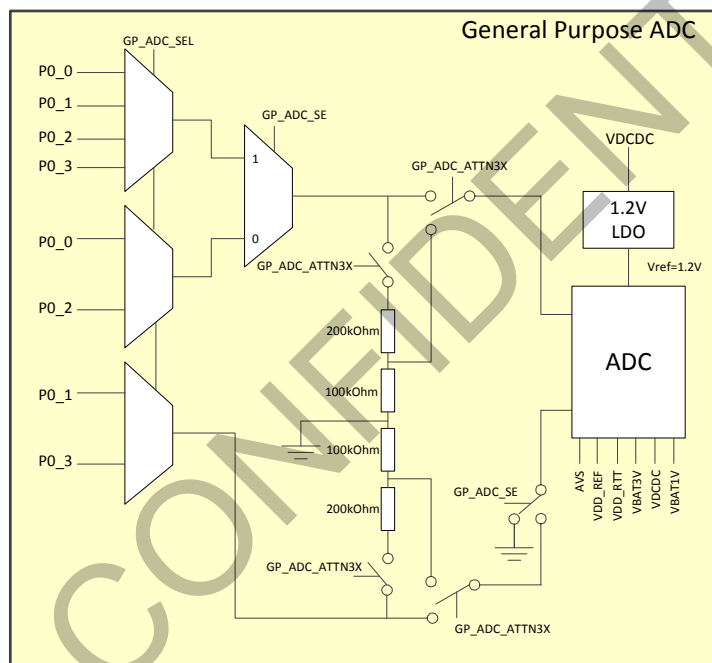 General Purpose ADC
GP_ADC_SEL
P0_0
P0_1
P0_2
P0_3
GP_ADC_SE
1
0
P0_0
P0_2
P0_1
P0_3
GP_ADC_ATTN3X
GP_ADC_ATTN3X
200kOhm
100kOhm
100kOhm
200kOhm
GP_ADC_ATTN3X
GP_ADC_ATTN3X
GP_ADC_SE
VDCDC
1.2V
LDO
Vref=1.2V
ADC
AVS
VDD_REF
VDD_RTT
VBAT3V
VDCDC
VBAT1V
CONFIDENT